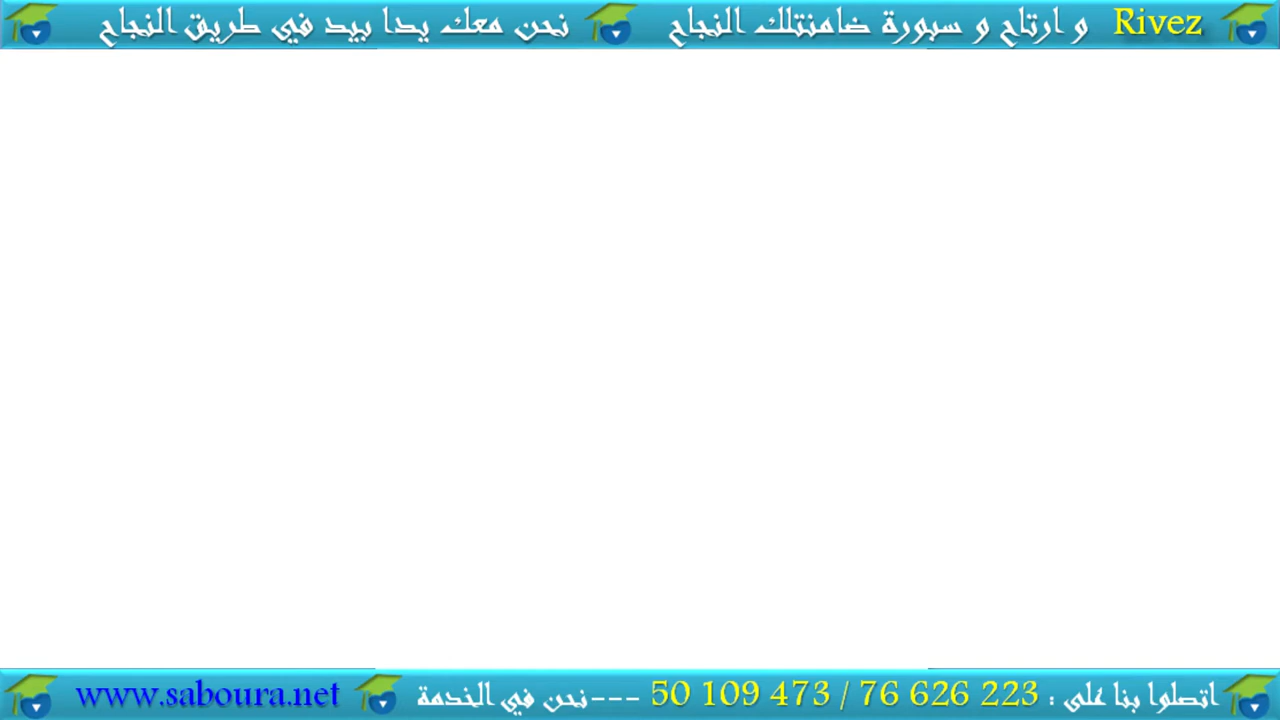 Rivez و ارتاح و سبورة ضامنتلك النجاح نحن معك يدا بيد في طريق النجاح
اتصلوا بنا على : 223 626 76 / 473 109 50 ---نحن في الخدمة www.saboura.net